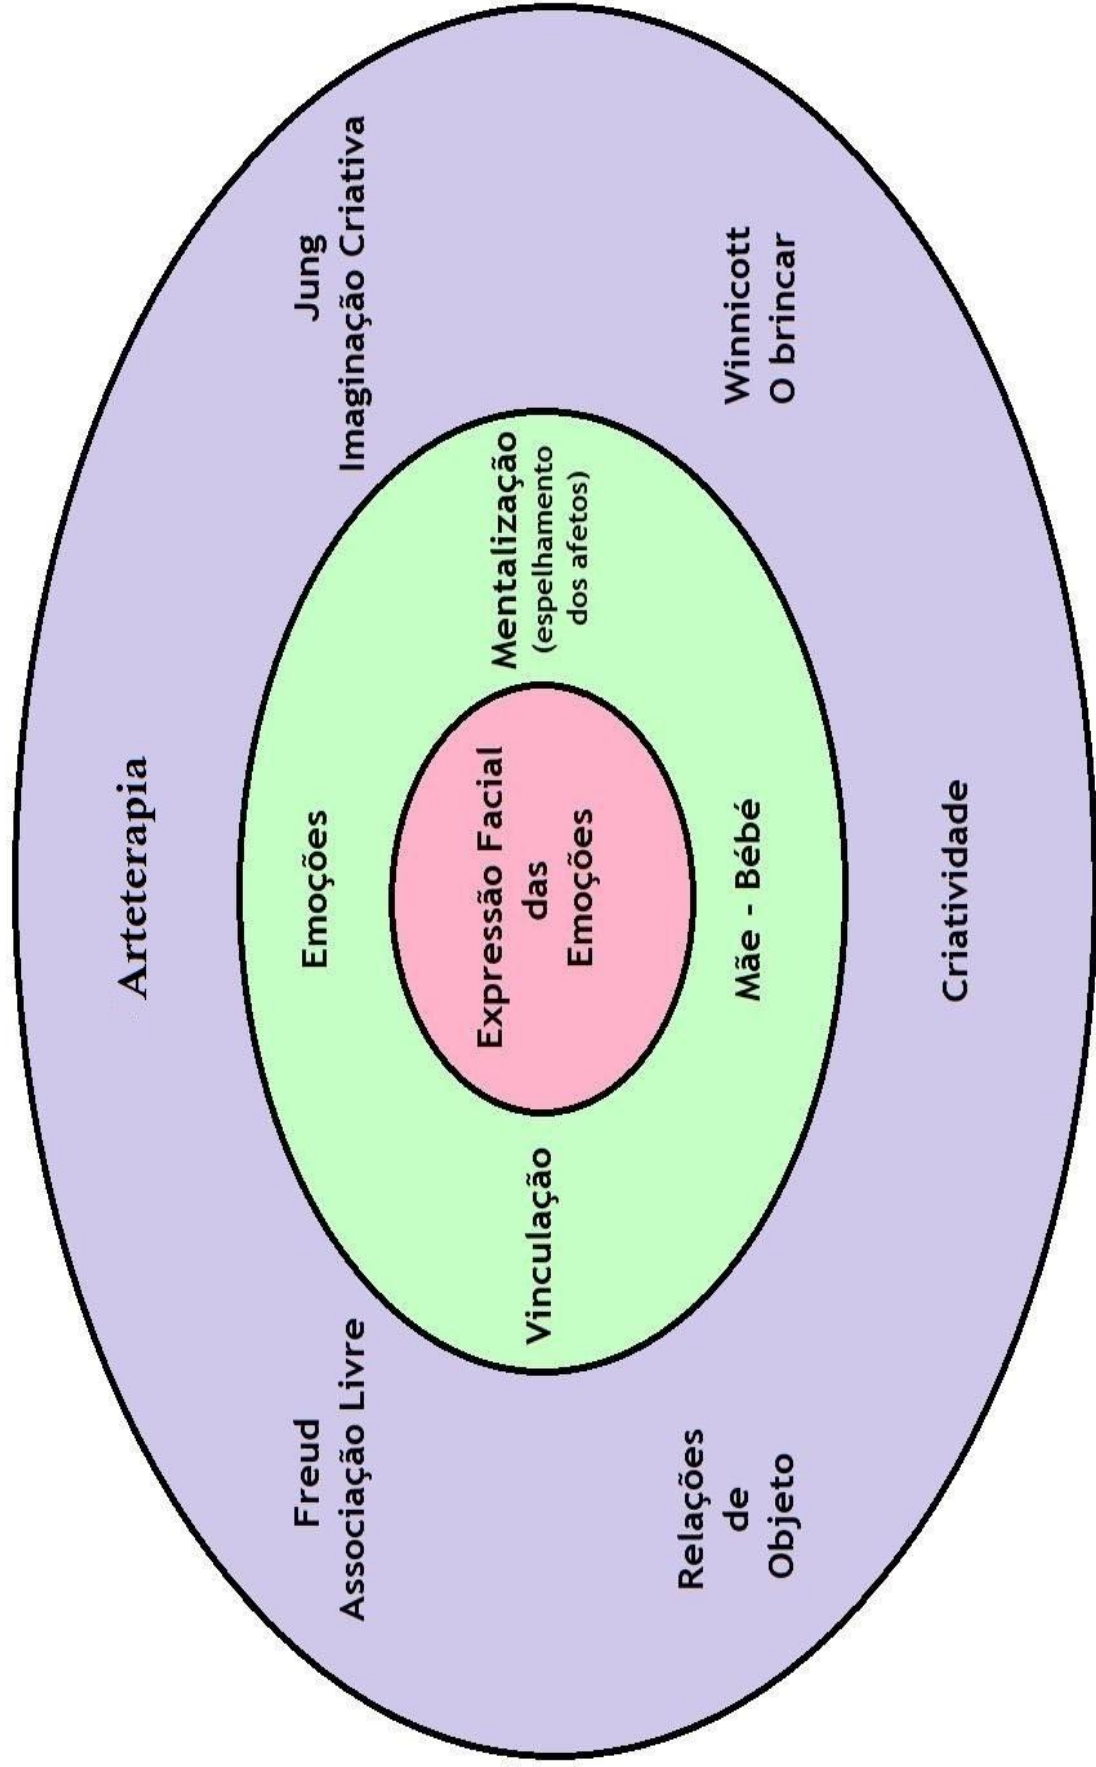 Arteterapia
Freud
Associação Livre
Jung
Imaginação Criativa
Emoções
Vinculação
Expressão Facial
das
Emoções
Mentalização
(espelhamento
dos afetos)
Mãe - Bébé
Relações
de
Objeto
Winnicott
O brincar
Criatividade